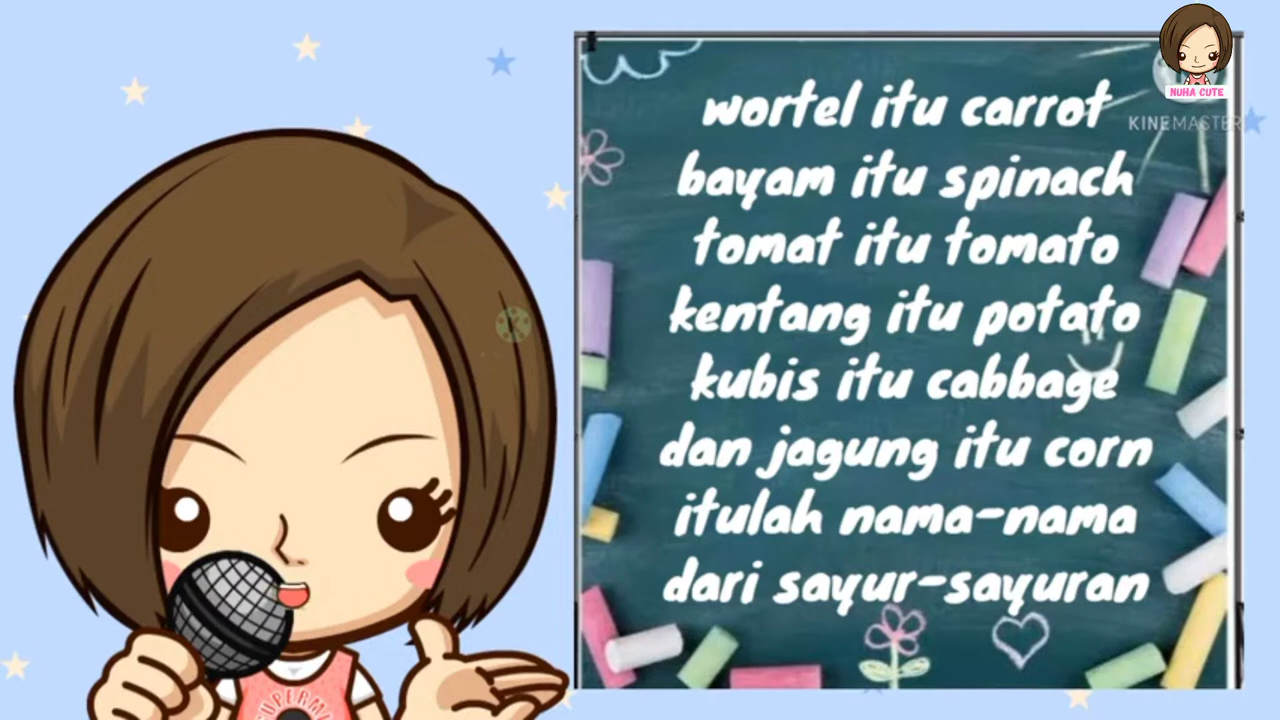 wortel itu carrot
bayam itu spinach
tomat itu tomato
kentang itu potato
kubis itu cabbage
dan jagung itu corn
itulah nama-nama
dari sayur-sayuran
NUHA CUTE
KINEMASTER